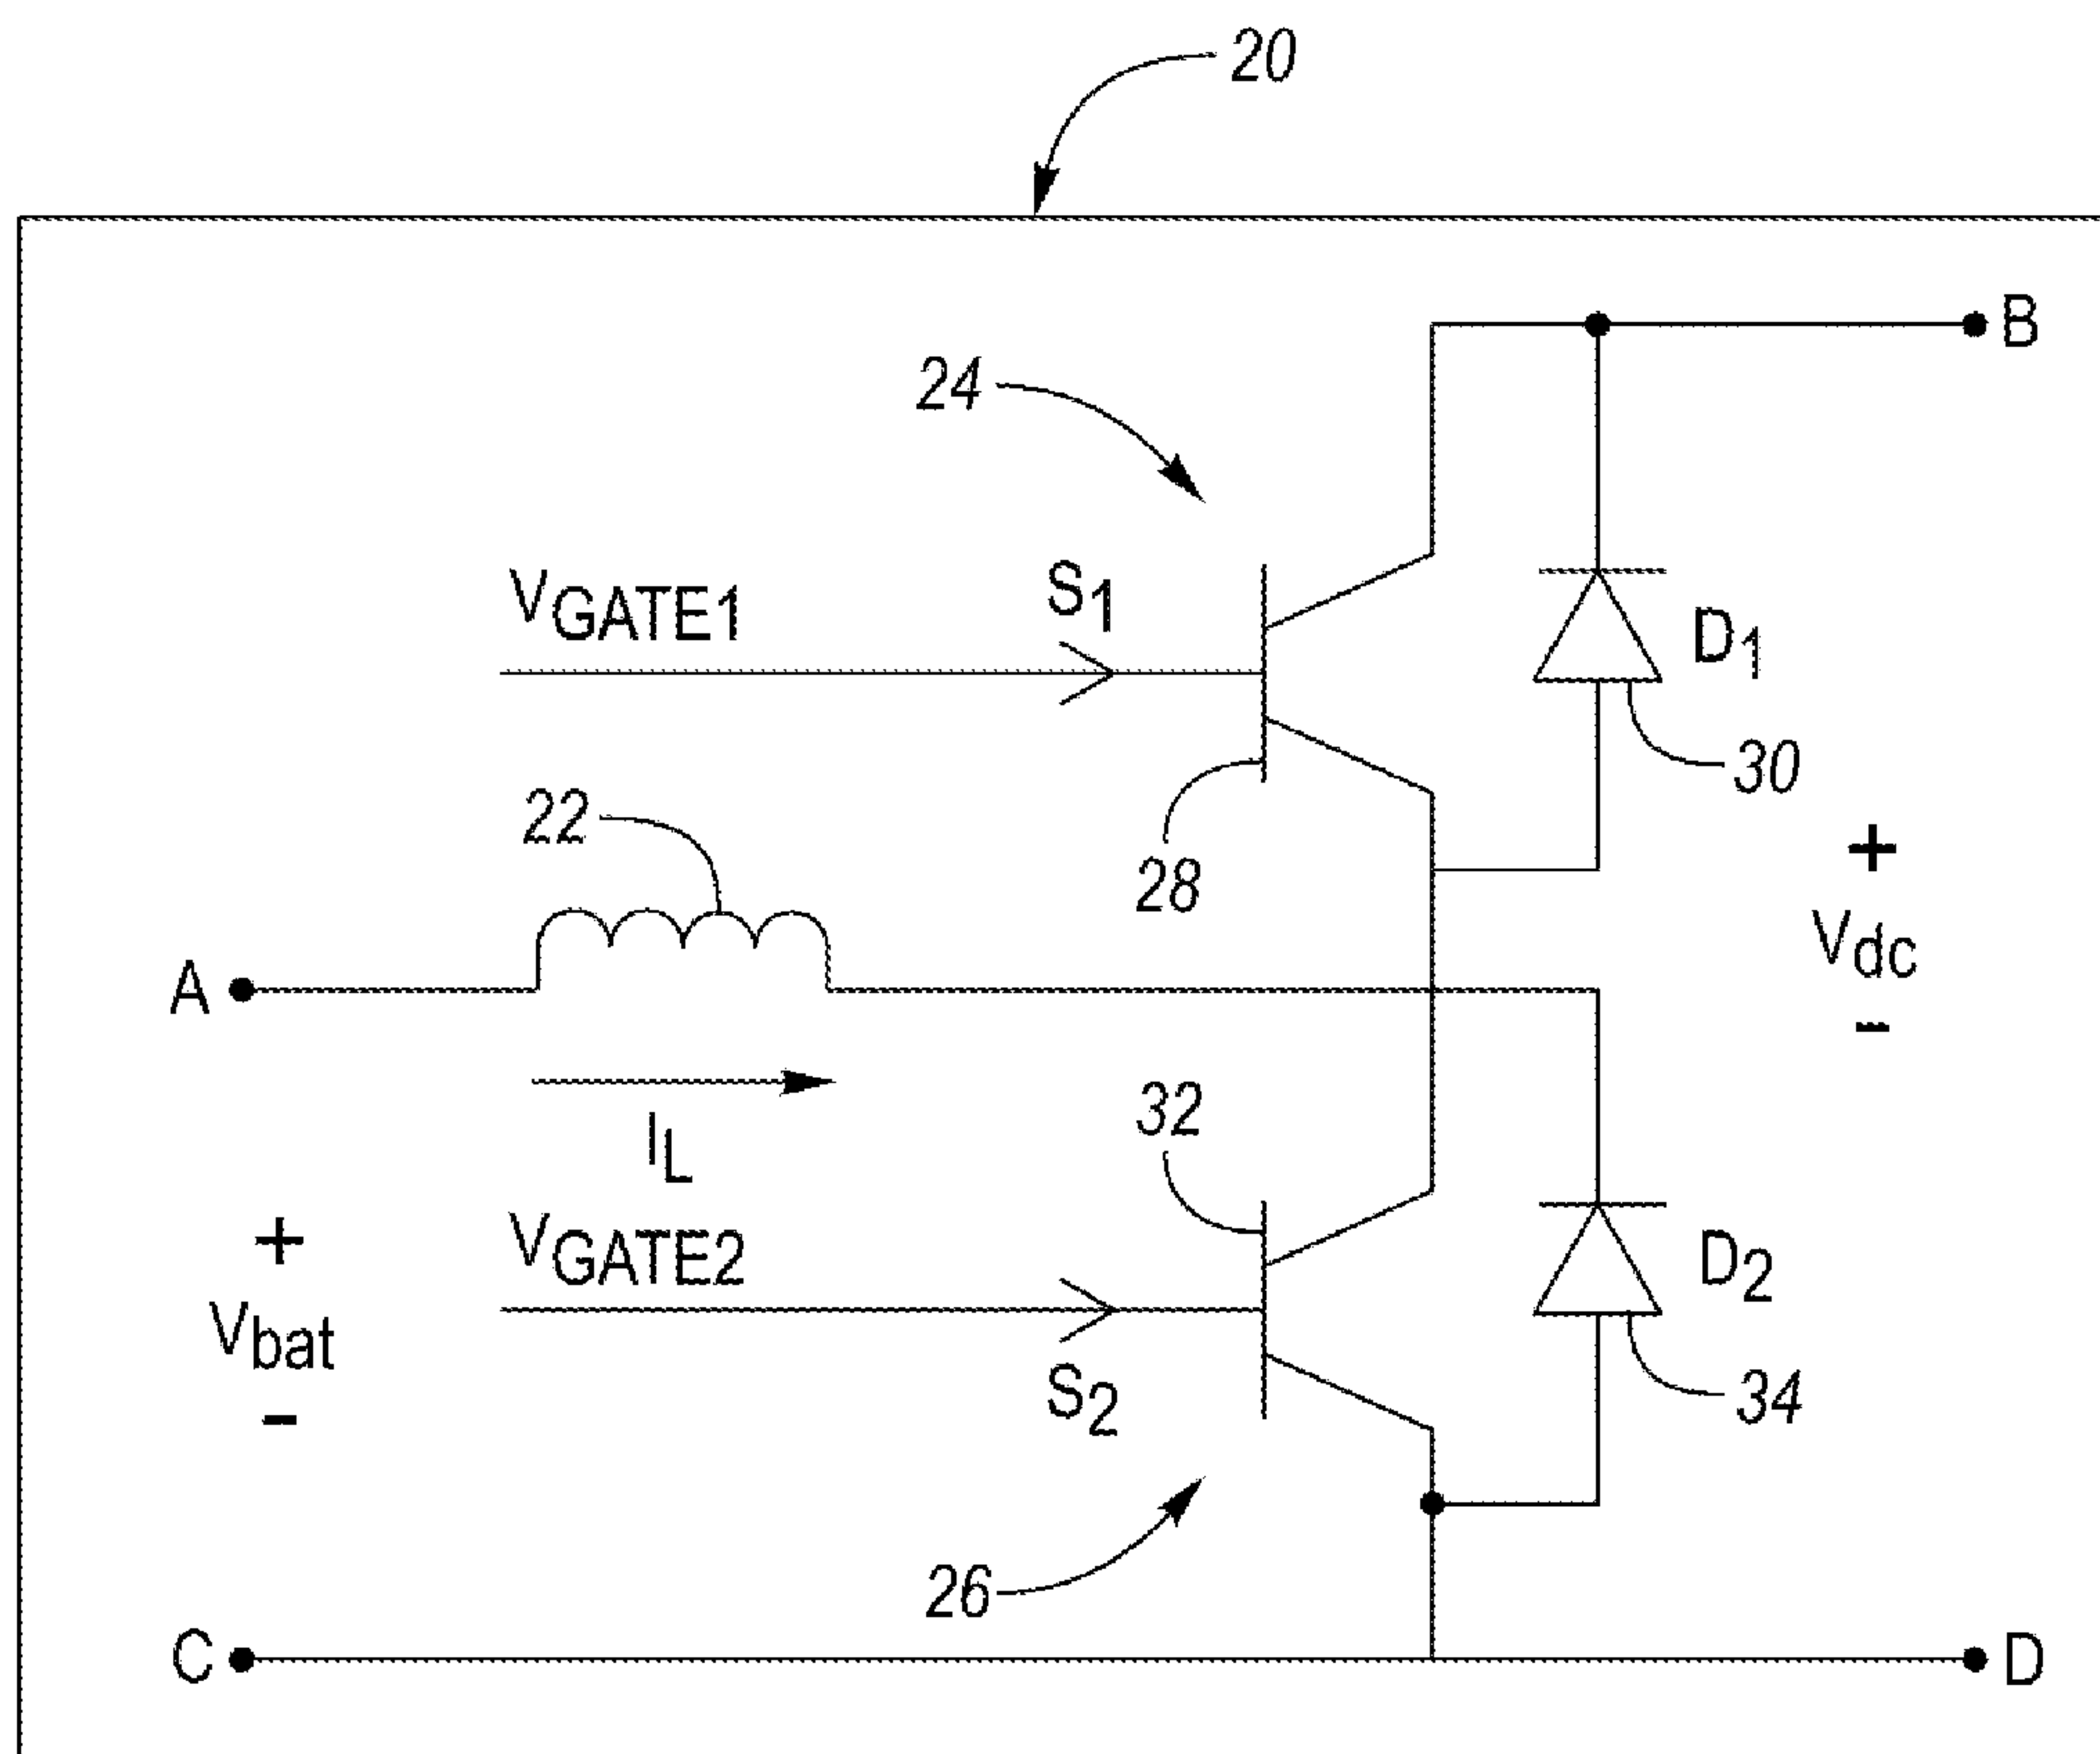 20
B
24
VGATE1
S1
D1
30
28
22
+
Vdc
-
A
IL
32
+
Vbat
-
VGATE2
S2
D2
34
26
C
D